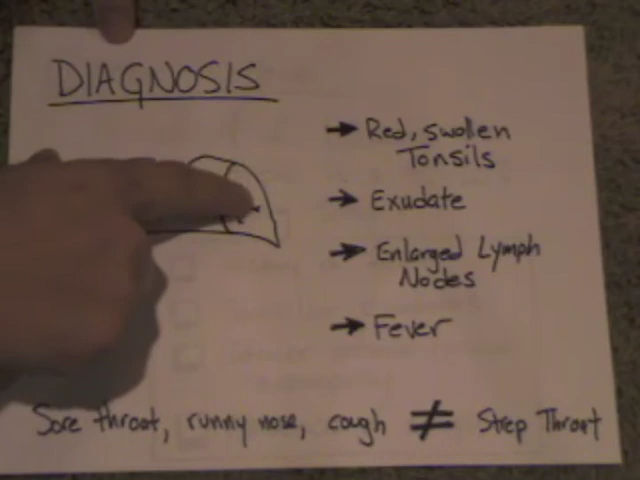 DIAGNOSIS
→ Red, swollen
Tonsils
→ Exudate
→ Enlarged Lymph
Nodes
→ Fever
Sore throat, runny nose, cough ≠ Strep Throat